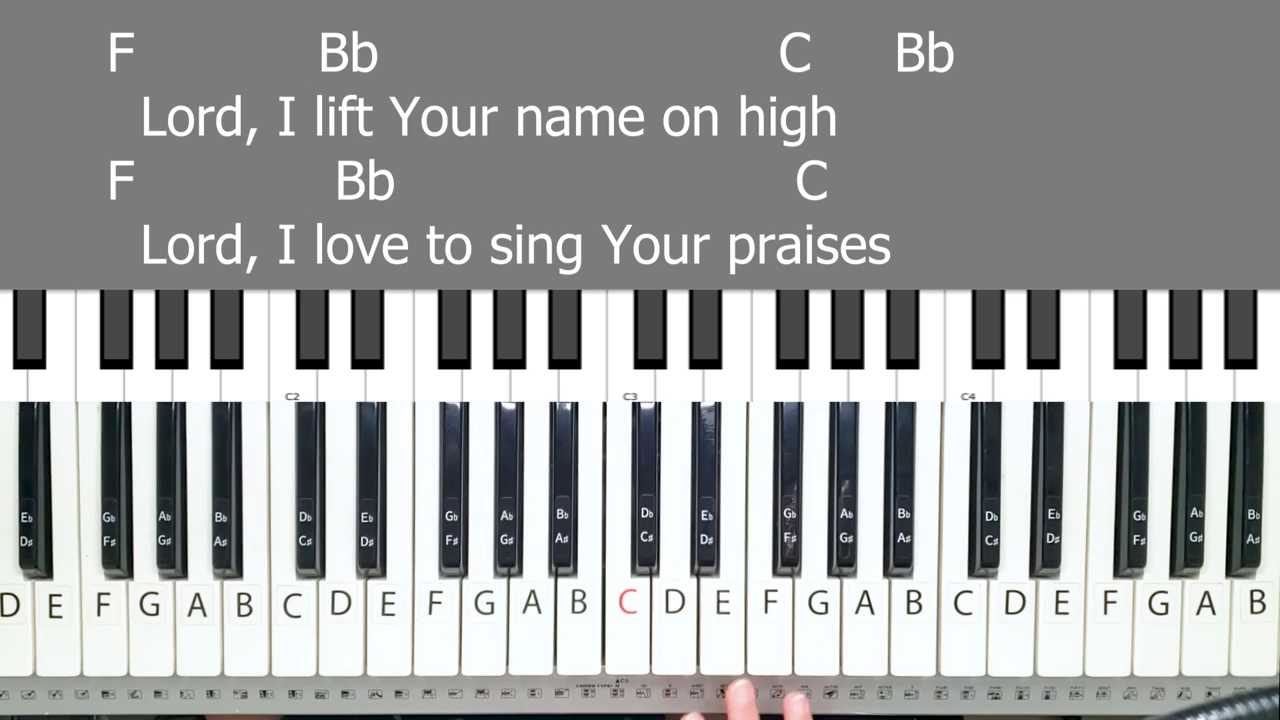 F Bb C Bb
Lord, I lift Your name on high
F Bb C
Lord, I love to sing Your praises
C2 C3 C4
Eb Gb Ab Bb Db Eb Gb Ab Bb Db Eb Gb Ab Bb Db Eb Gb Ab Bb
D# F# G# A# C# D# F# G# A# C# D# F# G# A# C# D# F# G# A#
D E F G A B C D E F G A B C D E F G A B C D E F G A B
▲C3